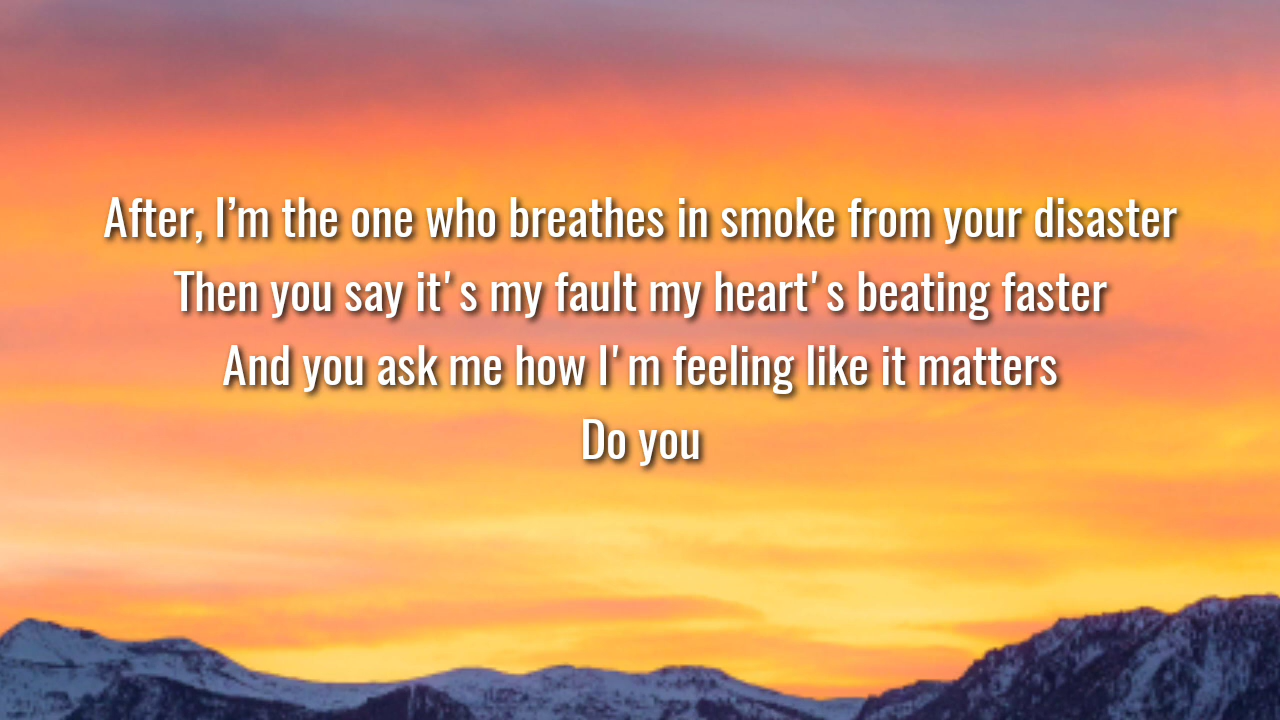 After, I’m the one who breathes in smoke from your disaster
Then you say it's my fault my heart's beating faster
And you ask me how I'm feeling like it matters
Do you